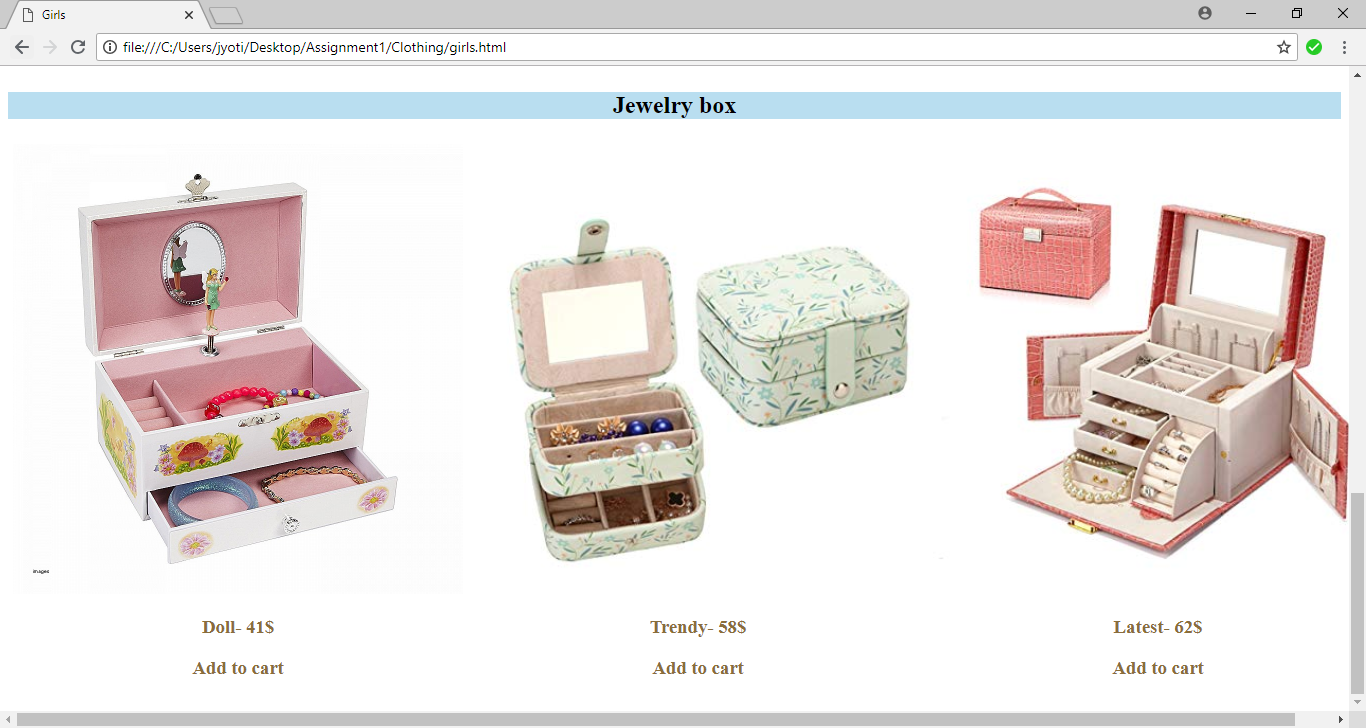 Girls
file:///C:/Users/jyoti/Desktop/Assignment1/Clothing/girls.html
Jewelry box
images
Doll- 41$
Trendy- 58$
Latest- 62$
Add to cart
Add to cart
Add to cart